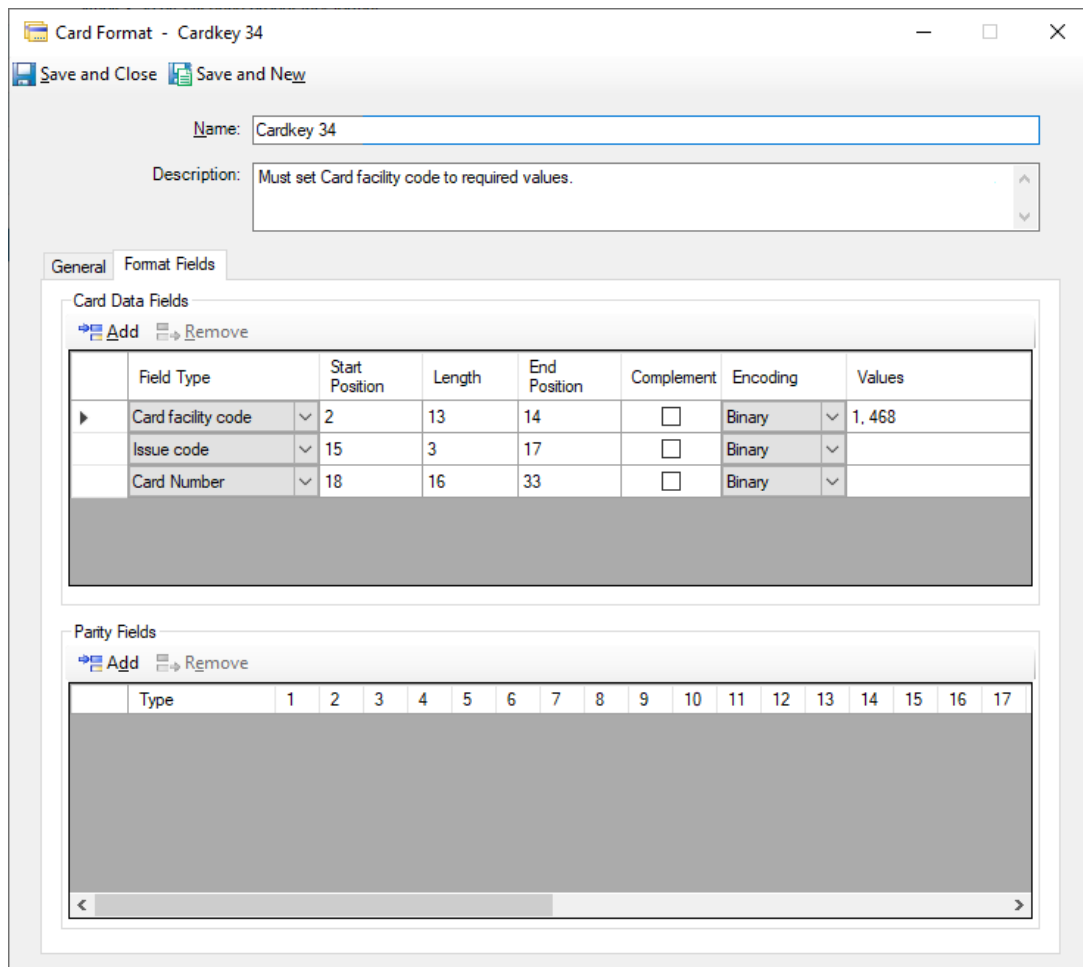 Card Format - Cardkey 34
Save and Close Save and New
Name: Cardkey 34
Description: Must set Card facility code to required values.
General Format Fields
Card Data Fields
Add Remove
Field Type Start Position Length End Position Complement Encoding Values
Card facility code 2 13 14 Binary 1, 468
Issue code 15 3 17 Binary
Card Number 18 16 33 Binary
Parity Fields
Add Remove
Type 1 2 3 4 5 6 7 8 9 10 11 12 13 14 15 16 17